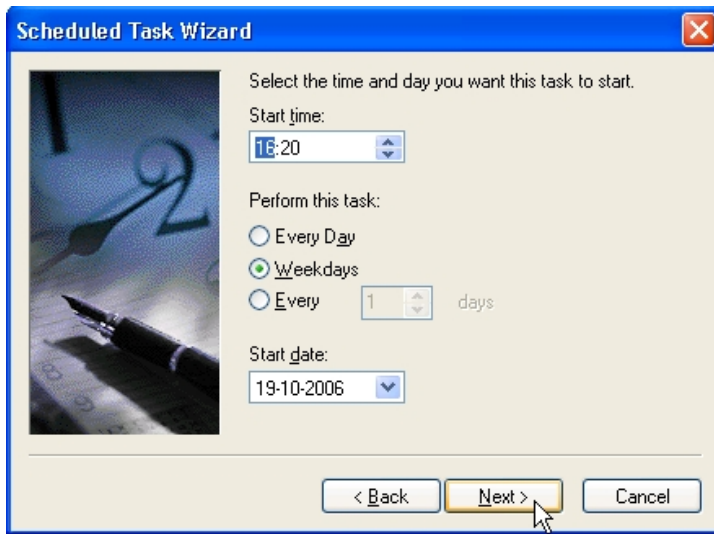 Scheduled Task Wizard
Select the time and day you want this task to start.
Start time:
16:20
Perform this task:
Every Day
Weekdays
Every 1 days
Start date:
19-10-2006
< Back Next > Cancel